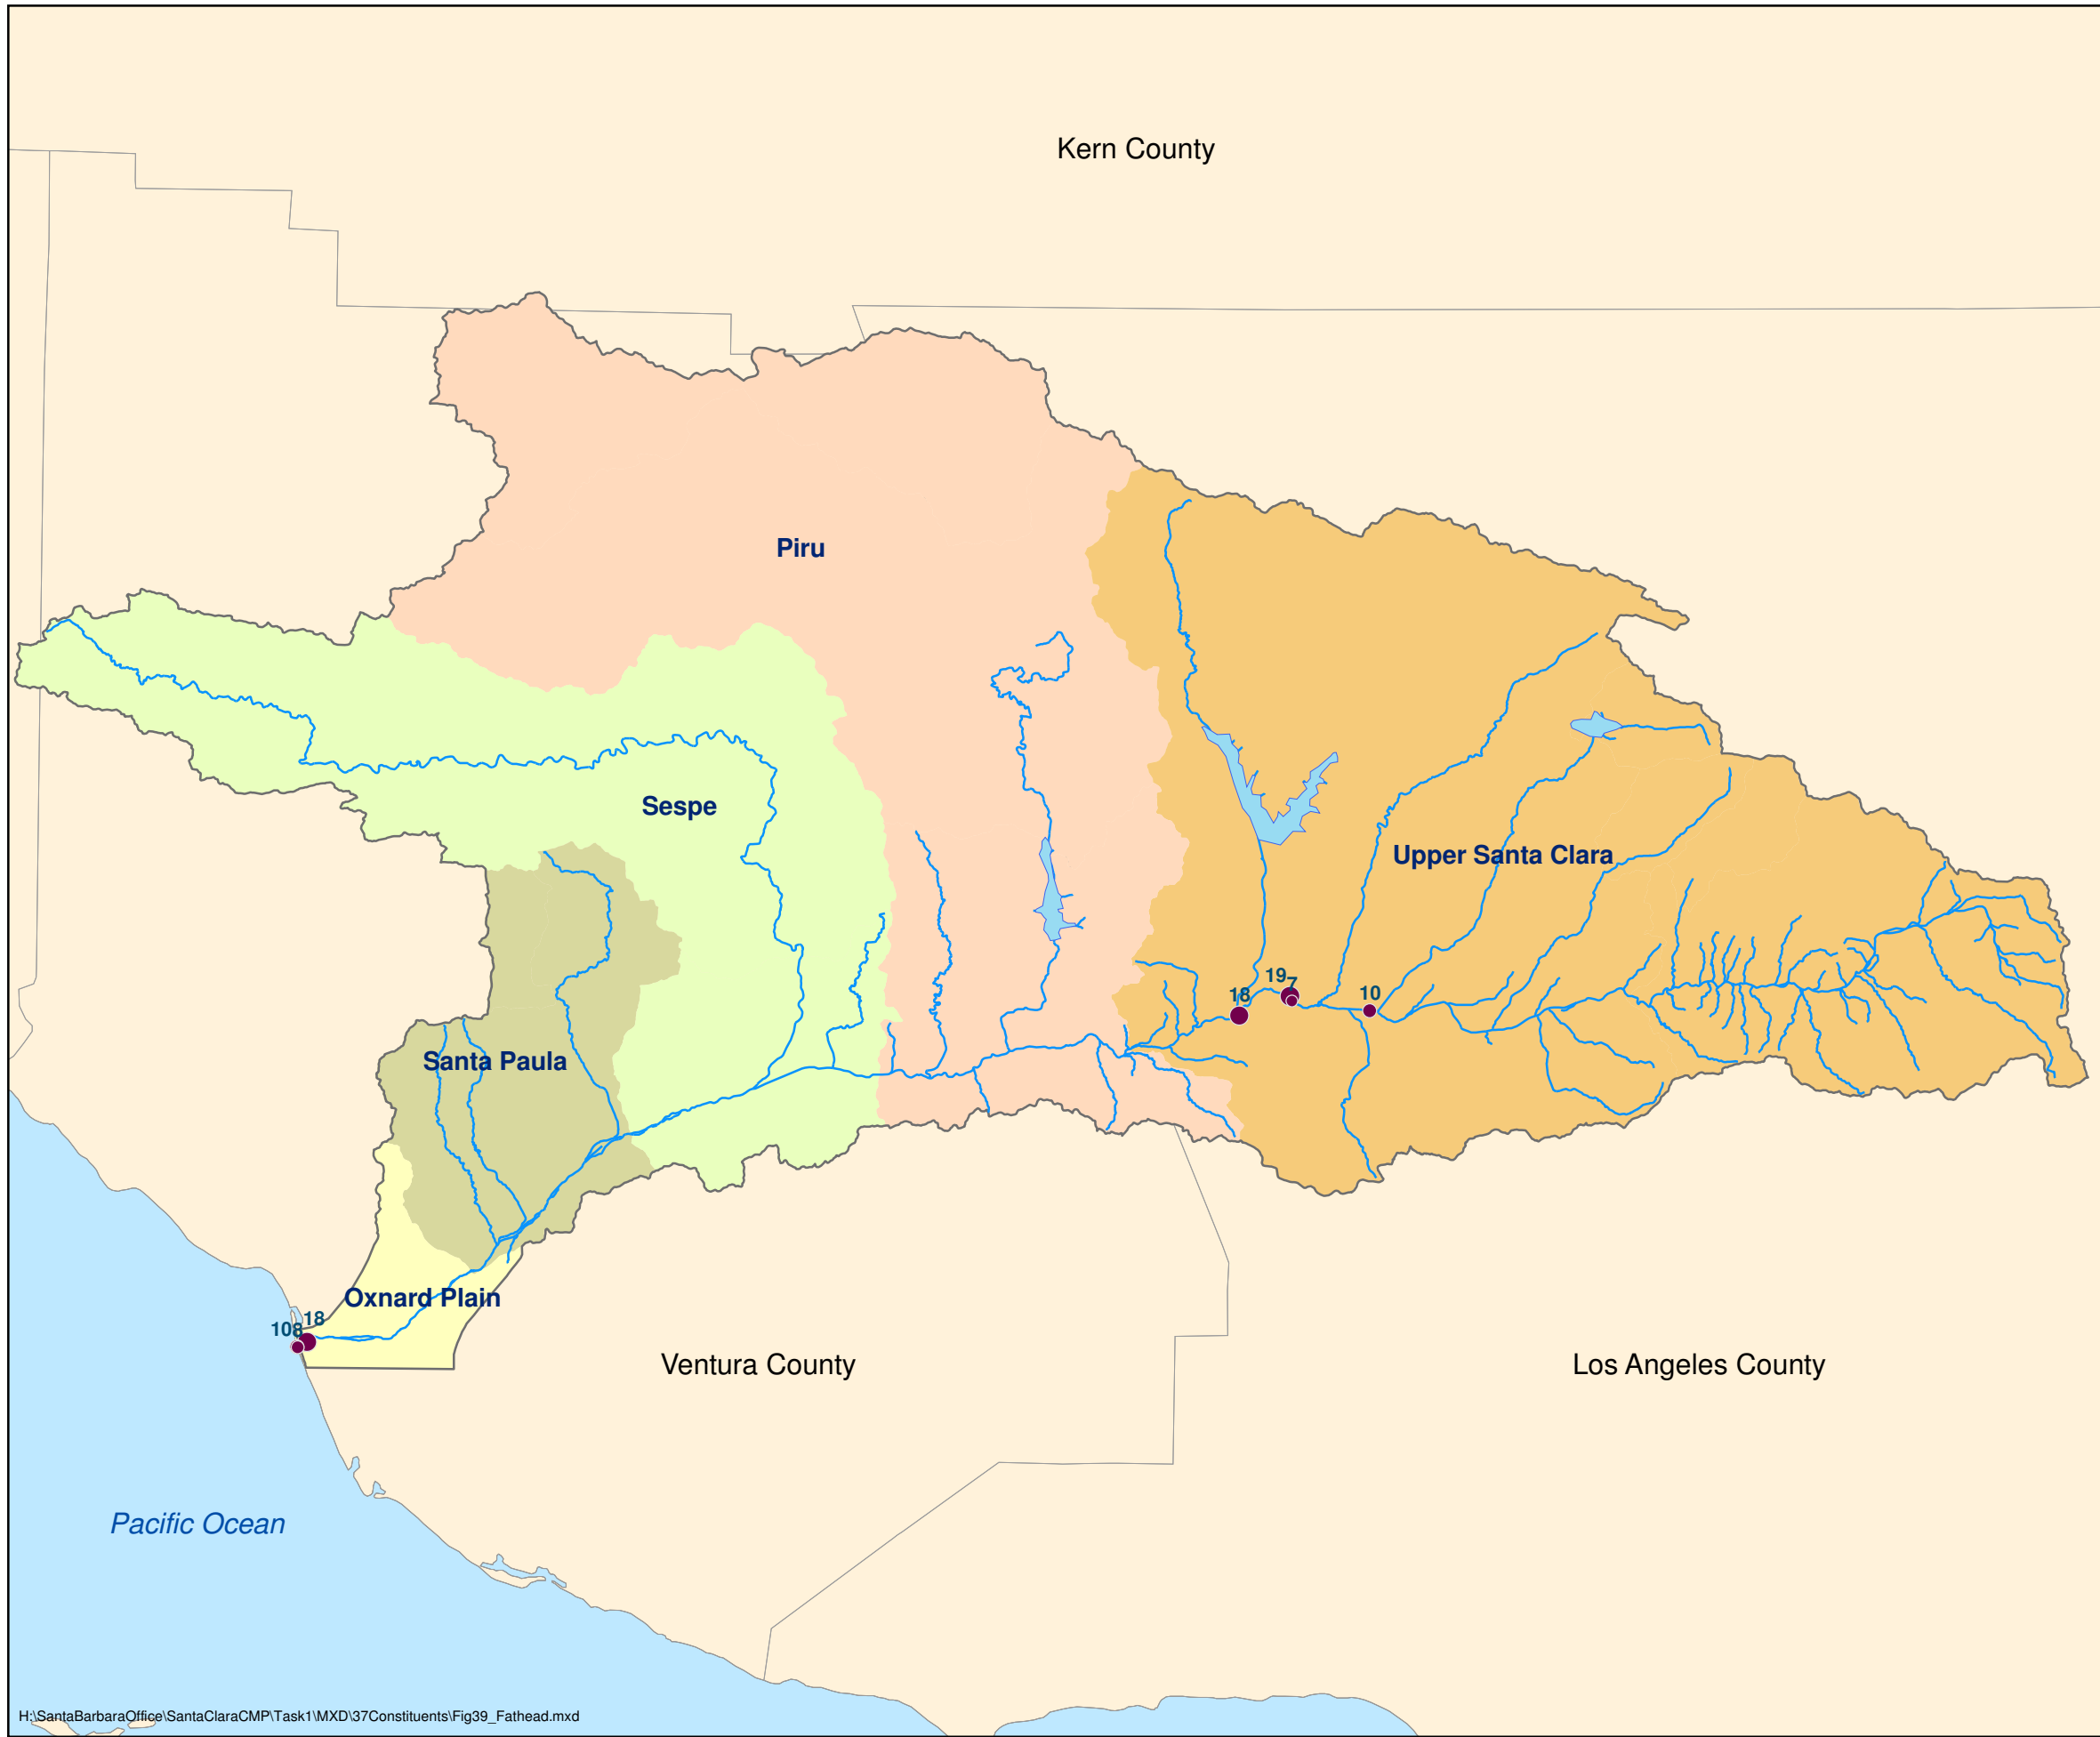 Kern County
Piru
Sespe
Upper Santa Clara
19
7
18
10
Santa Paula
Oxnard Plain
18
108
Ventura County
Los Angeles County
Pacific Ocean
H:\SantaBarbaraOffice\SantaClaraCMP\Task1\MXD\37Constituents\Fig39_Fathead.mxd